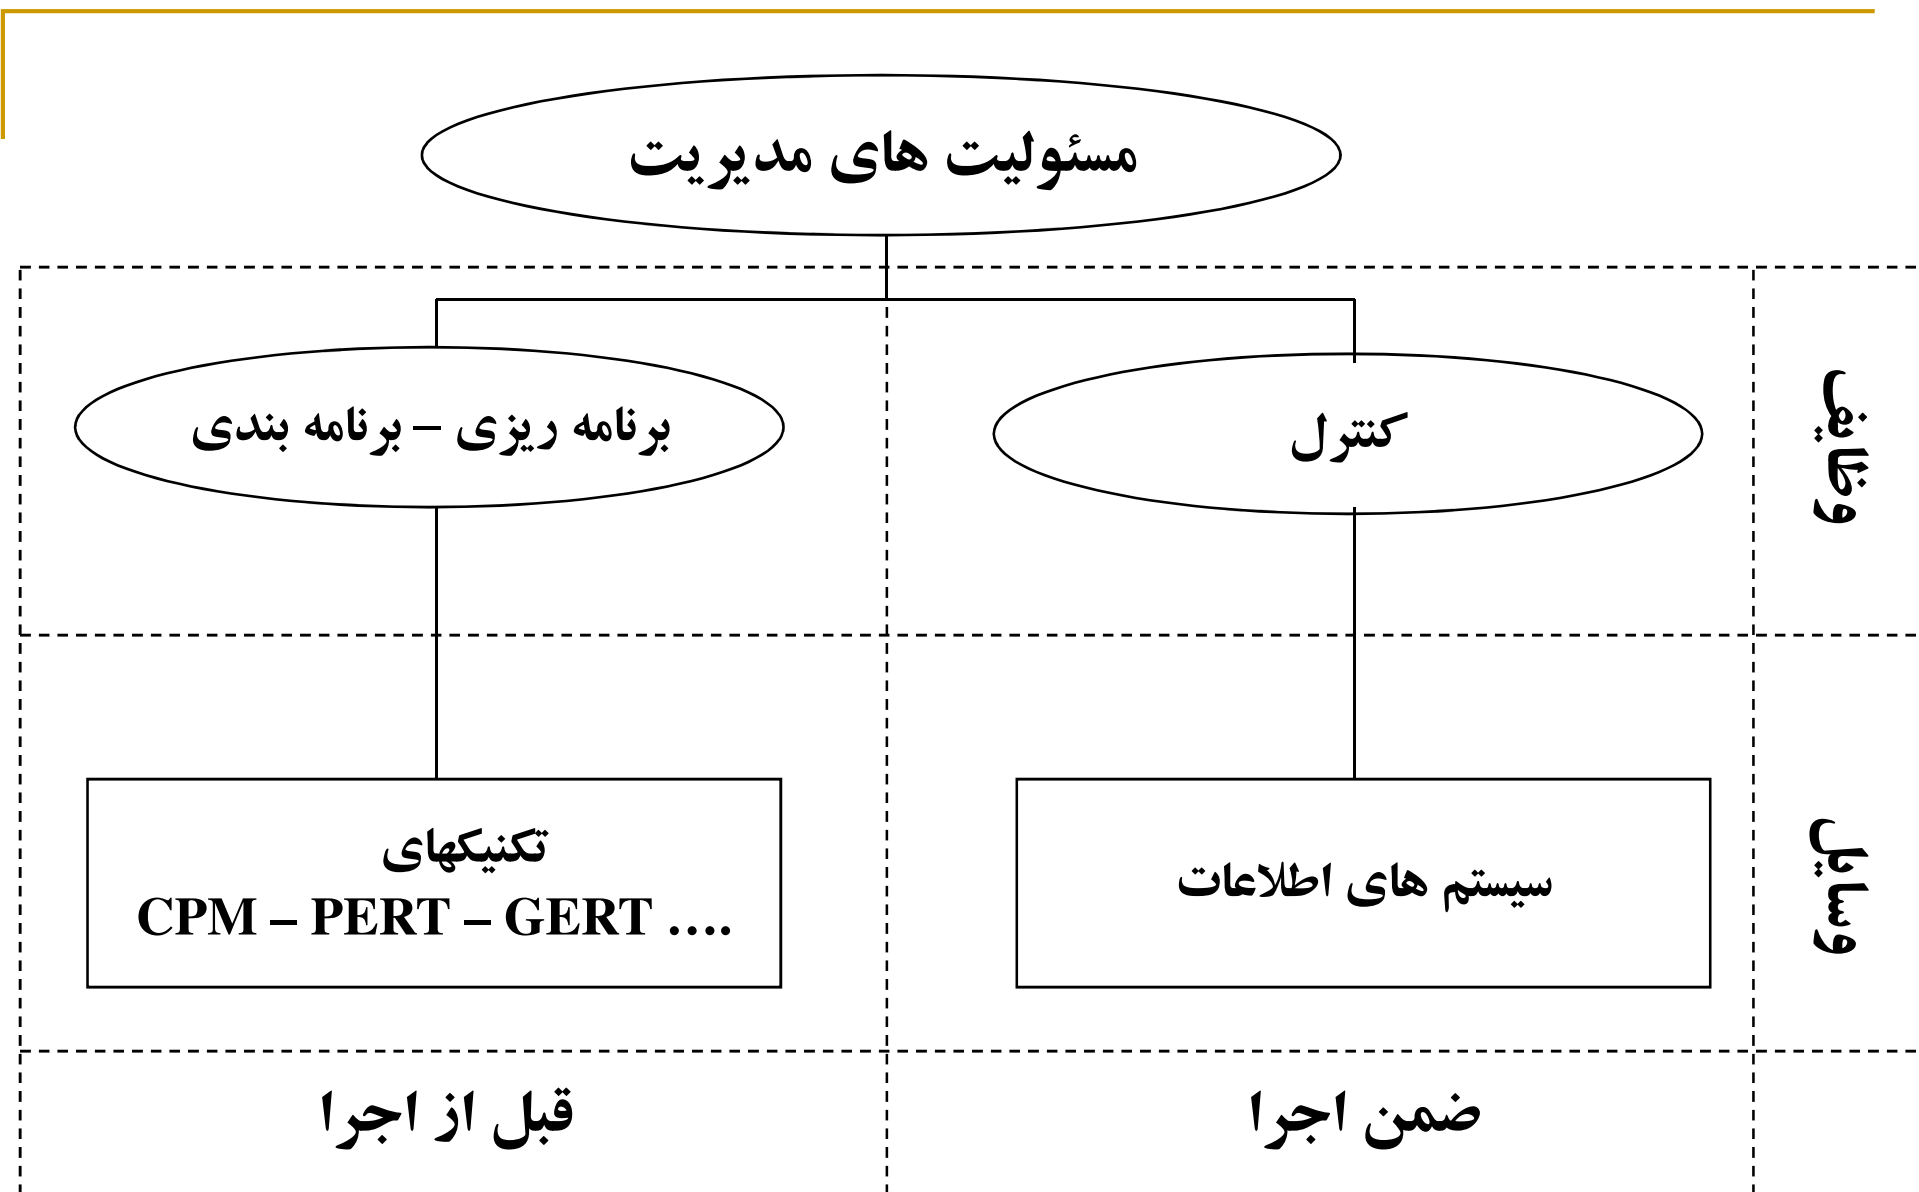 مسئولیت های مدیریت
کنترل
برنامه ریزی – برنامه بندی
وظایف
سیستم های اطلاعات
تکنیکهای
CPM – PERT – GERT ....
وسایل
ضمن اجرا
قبل از اجرا